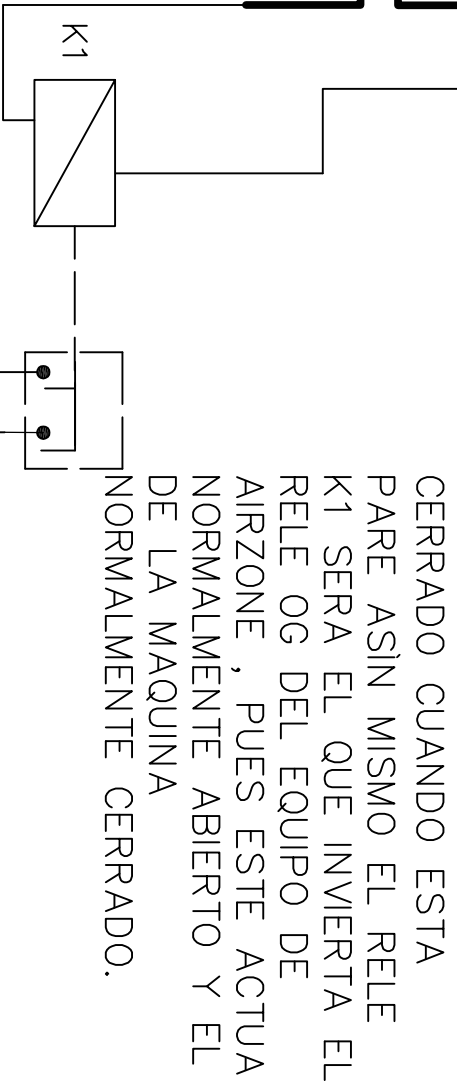 K1
CERRADO CUANDO ESTA
PARE ASÌN MISMO EL RELE
K1 SERA EL QUE INVIERTA EL
RELE OG DEL EQUIPO DE
AIRZONE , PUES ESTE ACTUA
NORMALMENTE ABIERTO Y EL
DE LA MAQUINA
NORMALMENTE CERRADO.